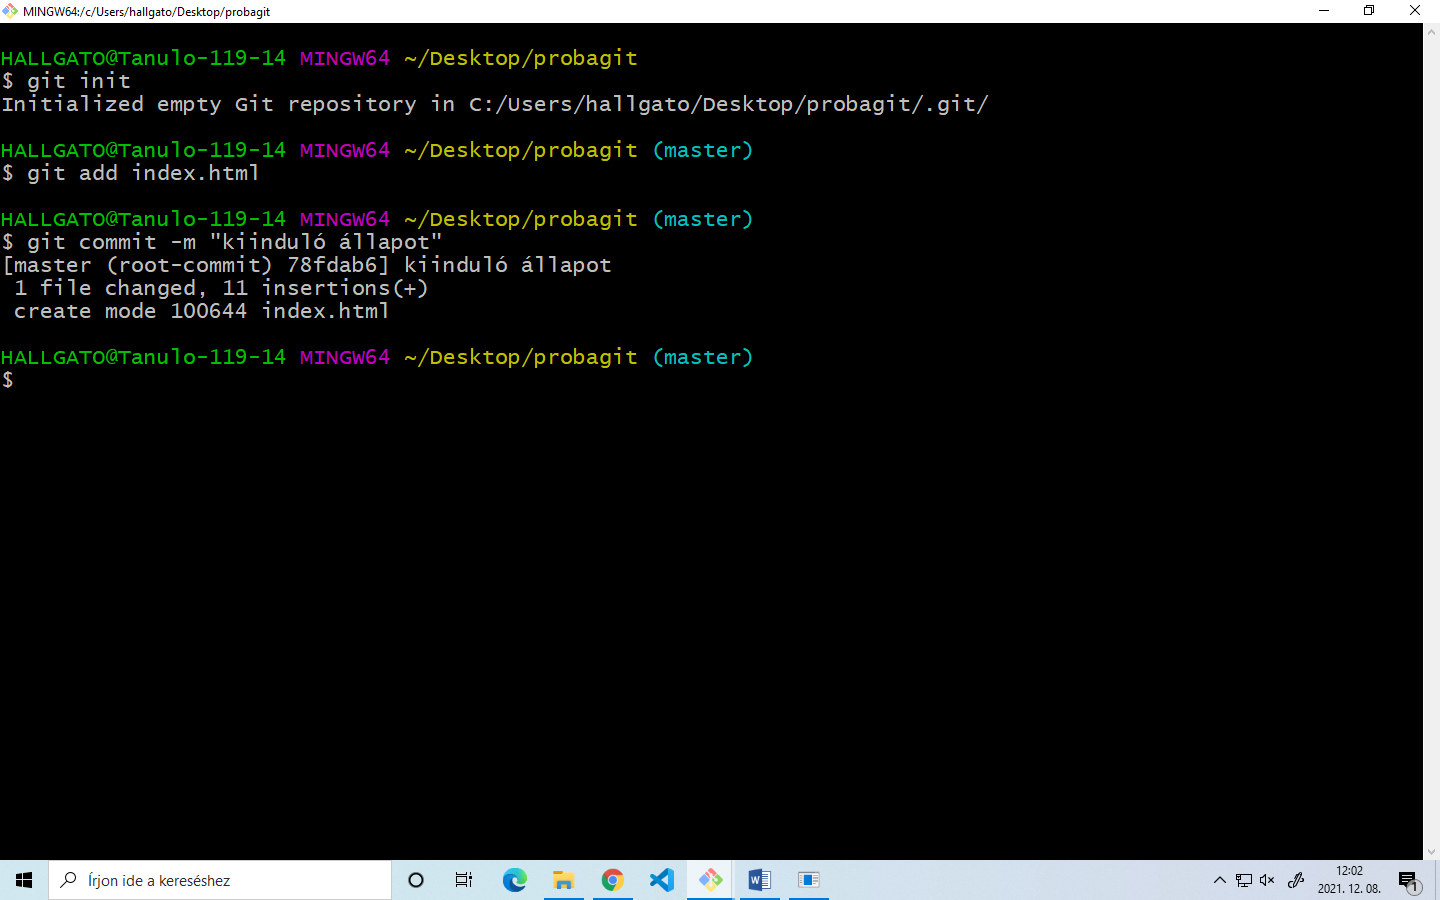 MINGW64:/c/Users/hallgato/Desktop/probagit
HALLGATO@Tanulo-119-14 MINGW64 ~/Desktop/probagit
$ git init
Initialized empty Git repository in C:/Users/hallgato/Desktop/probagit/.git/
HALLGATO@Tanulo-119-14 MINGW64 ~/Desktop/probagit (master)
$ git add index.html
HALLGATO@Tanulo-119-14 MINGW64 ~/Desktop/probagit (master)
$ git commit -m "kiinduló állapot"
[master (root-commit) 78fdab6] kiinduló állapot
 1 file changed, 11 insertions(+)
 create mode 100644 index.html
HALLGATO@Tanulo-119-14 MINGW64 ~/Desktop/probagit (master)
$
Írjon ide a kereséshez
12:02
2021. 12. 08.
1